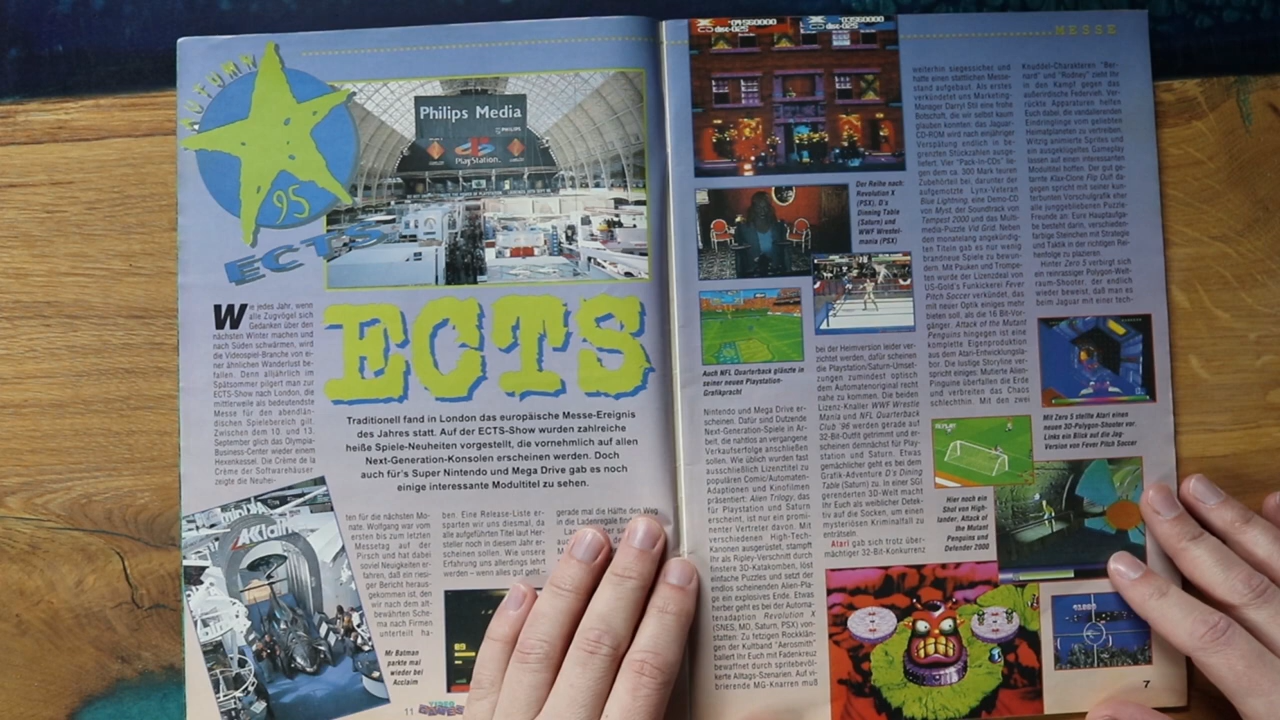 AUTUMN
95
ECTS
Philips Media
PHILIPS
PlayStation
ECTS
Wie jedes Jahr, wenn
alle Zugvögel sich
Gedanken über den
nächsten Winter machen und
nach Süden schwärmen, wird
die Videospiel-Branche von ei-
ner ähnlichen Wanderlust be-
fallen. Denn alljährlich im
Spätsommer pilgert man zur
ECTS-Show nach London, die
mittlerweile als bedeutendste
Messe für den abendlän-
dischen Spielebereich gilt.
Zwischen dem 10. und 13.
September glich das Olympia-
Business-Center wieder einem
Hexenkessel. Die Crème de la
Crème der Softwarehäuser
zeigte die Neuhei-
Traditionell fand in London das europäische Messe-Ereignis
des Jahres statt. Auf der ECTS-Show wurden zahlreiche
heiße Spiele-Neuheiten vorgestellt, die vornehmlich auf allen
Next-Generation-Konsolen erscheinen werden. Doch
auch für's Super Nintendo und Mega Drive gab es noch
einige interessante Modultitel zu sehen.
AKClaim
ten für die nächsten Mo-
nate. Wolfgang war vom
ersten bis zum letzten
Messetag auf der
Pirsch und hat dabei
soviel Neuigkeiten er-
fahren, daß ein riesi-
ger Bericht herausge-
kommen ist, den
wir nach dem alt-
bewährten Sche-
ma nach Firmen
unterteilt ha-
Mr Batman
parkte mal
wieder bei
Acclaim
ben. Eine Release-Liste er-
sparten wir uns diesmal, da
alle aufgeführten Titel laut Her-
steller noch in diesem Jahr er-
scheinen sollen. Wie unsere
Erfahrung uns allerdings lehrt
werden – wenn alles gut geht –
gerade mal die Hälfte den Weg
in die Ladenregale
11
VIDEO
GAMES
MESSE
disc-025
disc-025
Der Reihe nach:
Revolution X
(PSX), D's
Dinning Table
(Saturn) und
WWF Wrestle-
mania (PSX)
Auch NFL Quarterback glänzte in
seiner neuen Playstation-
Grafikpracht
Nintendo und Mega Drive er-
schienen. Dafür sind Dutzende
Next-Generation-Spiele in Ar-
beit, die nahtlos an vergangene
Verkaufserfolge anschließen
sollen. Wie üblich wurden fast
ausschließlich Lizenztitel zu
populären Comic/Automaten-
Adaptionen und Kinofilmen
präsentiert: Alien Trilogy, das
für Playstation und Saturn
erscheint, ist nur ein promi-
nenter Vertreter davon. Mit
verschiedenen High-Tech-
Kanonen ausgerüstet, stampft
Ihr als Ripley-Verschnitt durch
finstere 3D-Katakomben, löst
einfache Puzzles und setzt der
endlos scheinenden Alien-Pla-
ge ein explosives Ende. Etwas
herber geht es bei der Automa-
tenadaption Revolution X
(SNES, MD, Saturn, PSX) von-
statten: Zu fetzigen Rockklän-
gen der Kultband "Aerosmith"
ballert Ihr Euch mit Fadenkreuz
bewaffnet durch spritebevöl-
kerte Alltags-Szenarien. Auf vi-
brierende MG-Knarren muß
bei der Heimversion leider ver-
zichtet werden, dafür scheinen
die Playstation/Saturn-Umset-
zungen zumindest optisch
dem Automatenoriginal recht
nahe zu kommen. Die beiden
Lizenz-Knaller WWF Wrestle
Mania und NFL Quarterback
Club '96 werden gerade auf
32-Bit-Outfit getrimmt und er-
scheinen demnächst für Play-
station und Saturn. Etwas
gemächlicher geht es bei dem
Grafik-Adventure D's Dining
Table (Saturn) zu. In einer SGI
gerenderten 3D-Welt macht
Ihr Euch als weiblicher Detek-
tiv auf die Socken, um einen
mysteriösen Kriminalfall zu
enträtseln.
Atari gab sich trotz über-
mächtiger 32-Bit-Konkurrenz
weiterhin siegessicher und
hatte einen stattlichen Messe-
stand aufgebaut. Als erstes
verkündete uns Marketing-
Manager Darryl Still eine frohe
Botschaft, die wir selbst kaum
glauben konnten: das Jaguar-
CD-ROM wird nach einjähriger
Verspätung endlich in be-
grenzten Stückzahlen ausge-
liefert. Vier "Pack-In-CDs" lie-
gen dem ca. 300 Mark teuren
Zubehörteil bei, darunter der
aufgemotzte Lynx-Veteran
Blue Lightning, eine Demo-CD
von Myst, der Soundtrack von
Tempest 2000 und das Multi-
media-Puzzle Vid Grid. Neben
den monatelang angekündig-
ten Titeln gab es nur wenig
brandneue Spiele zu bewun-
dern. Mit Pauken und Trompe-
ten wurde der Lizenzdeal von
US-Gold's Funkickerei Fever
Pitch Soccer verkündet, das
mit neuer Optik einiges mehr
bieten soll, als die 16 Bit-Vor-
gänger. Attack of the Mutant
Penguins hingegen ist eine
komplette Eigenproduktion
aus dem Atari-Entwicklungsla-
bor. Die lustige Storyline ver-
spricht einiges: Mutierte Alien-
Pinguine überfallen die Erde
und verbreiten das Chaos
schlechthin. Mit den zwei
Knuddel-Charakteren "Ber-
nard" und "Rodney" zieht Ihr
in den Kampf gegen das
außerirdische Federvieh. Ver-
rückte Apparaturen helfen
Euch dabei, die vandalierenden
Eindringlinge vom geliebten
Heimatplaneten zu vertreiben.
Witzig animierte Sprites und
ein ausgeklügeltes Gameplay
lassen auf einen interessanten
Modultitel hoffen. Der gut ge-
tarnte Klax-Clone Flip Out da-
gegen spricht mit seiner kun-
terbunten Vorschulgrafik eher
alle jungebliebenen Puzzle-
Freunde an. Eure Hauptaufga-
be besteht darin, verschieden-
farbige Steinchen mit Strategie
und Taktik in der richtigen Rei-
henfolge zu plazieren.
Hinter Zero 5 verbirgt sich
ein reinrassiger Polygon-Welt-
raum-Shooter, der endlich
wieder beweist, daß man es
beim Jaguar mit einer tech-
Mit Zero 5 stellte Atari einen
neuen 3D-Polygon-Shooter vor.
Links ein Blick auf die Jag-
Version von Fever Pitch Soccer
REPLAY
Hier noch ein
Shot von High-
lander, Attack of
the Mutant
Penguins und
Defender 2000
7